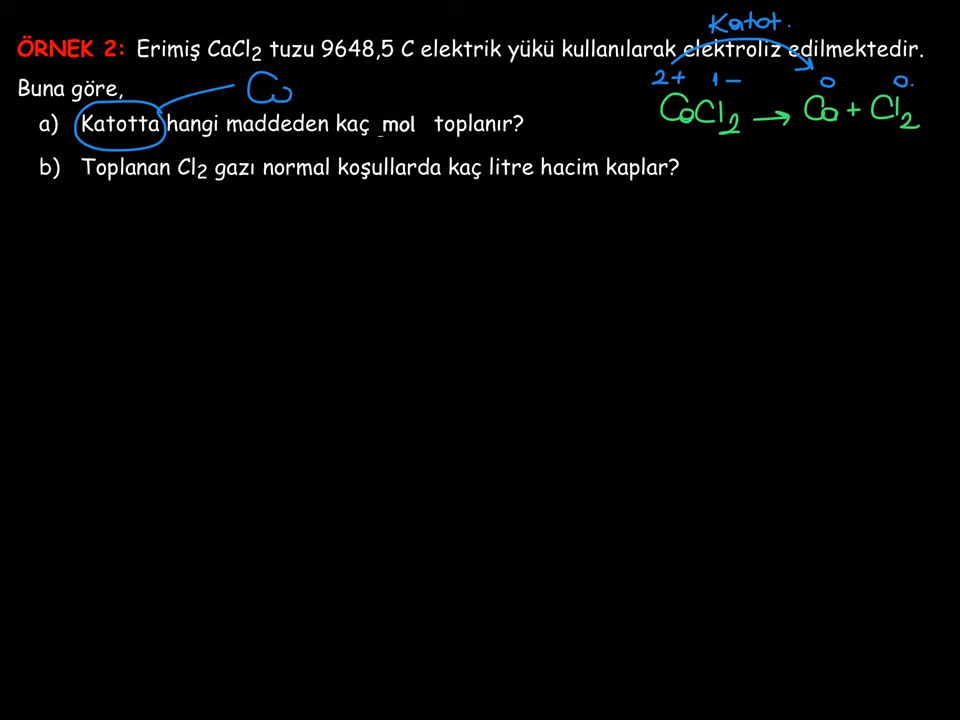 Katot.
ÖRNEK 2: Erimiş CaCl2 tuzu 9648,5 C elektrik yükü kullanılarak elektroliz edilmektedir.
2+ 1- 0 0.
Buna göre, Ca
CaCl2 → Ca + Cl2
a) Katotta hangi maddeden kaç mol toplanır?
b) Toplanan Cl2 gazı normal koşullarda kaç litre hacim kaplar?